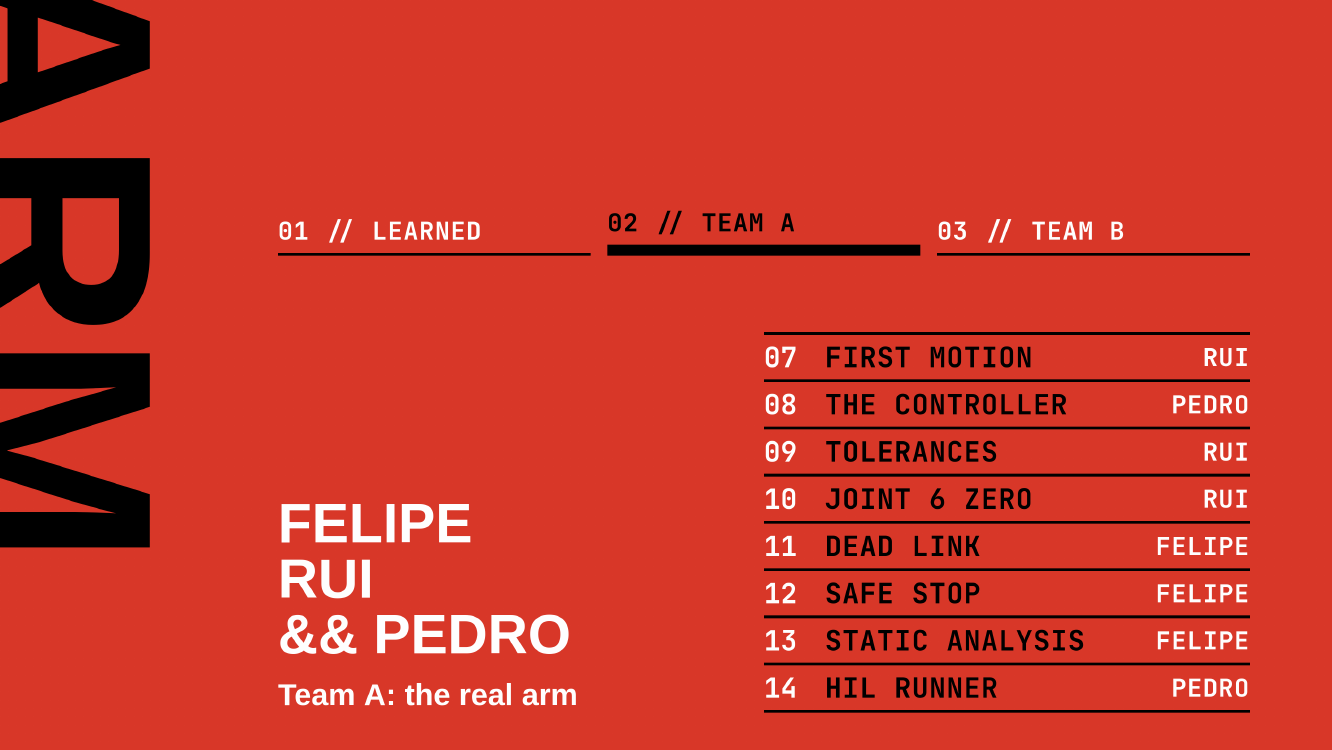 ARM
01 // LEARNED
02 // TEAM A
03 // TEAM B
07 FIRST MOTION RUI
08 THE CONTROLLER PEDRO
09 TOLERANCES RUI
10 JOINT 6 ZERO RUI
11 DEAD LINK FELIPE
12 SAFE STOP FELIPE
13 STATIC ANALYSIS FELIPE
14 HIL RUNNER PEDRO
FELIPE
RUI
&& PEDRO
Team A: the real arm